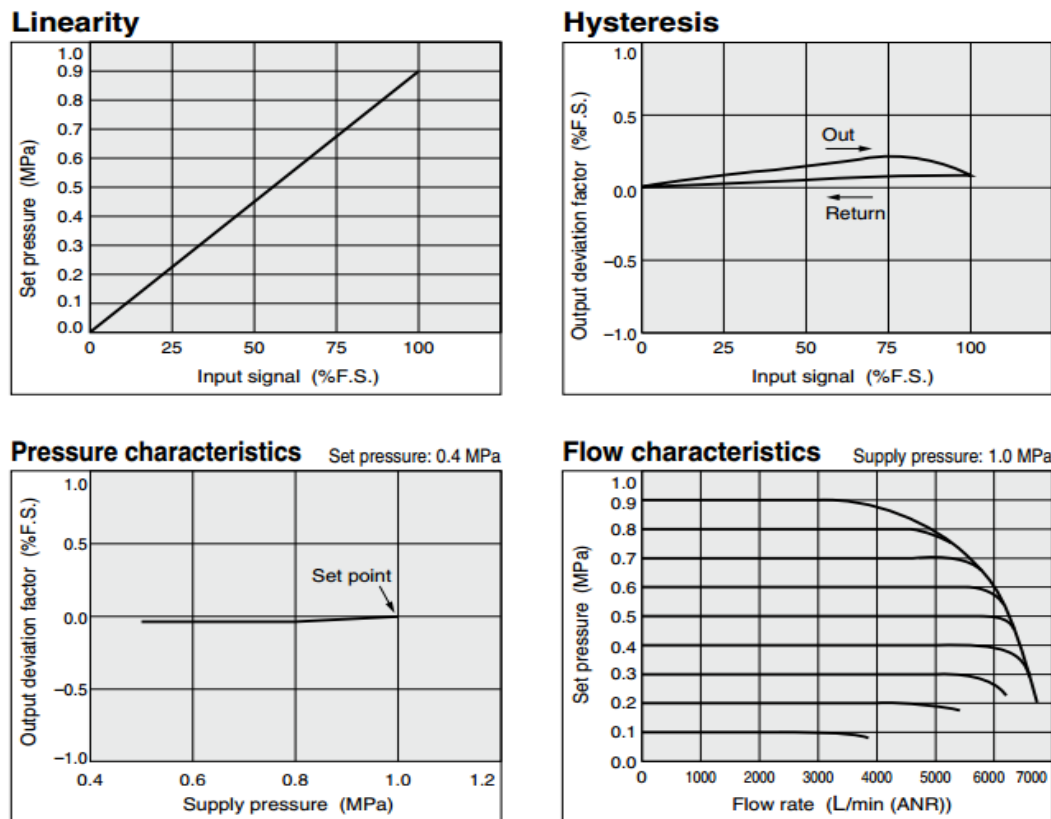 Linearity
Set pressure (MPa)
1.0
0.9
0.8
0.7
0.6
0.5
0.4
0.3
0.2
0.1
0.0
0 25 50 75 100
Input signal (%F.S.)
Hysteresis
Output deviation factor (%F.S.)
1.0
0.5
0.0
−0.5
−1.0
Out
Return
0 25 50 75 100
Input signal (%F.S.)
Pressure characteristics Set pressure: 0.4 MPa
Output deviation factor (%F.S.)
1.0
0.5
0.0
−0.5
−1.0
Set point
0.4 0.6 0.8 1.0 1.2
Supply pressure (MPa)
Flow characteristics Supply pressure: 1.0 MPa
Set pressure (MPa)
1.0
0.9
0.8
0.7
0.6
0.5
0.4
0.3
0.2
0.1
0.0
0 1000 2000 3000 4000 5000 6000 7000
Flow rate (L/min (ANR))